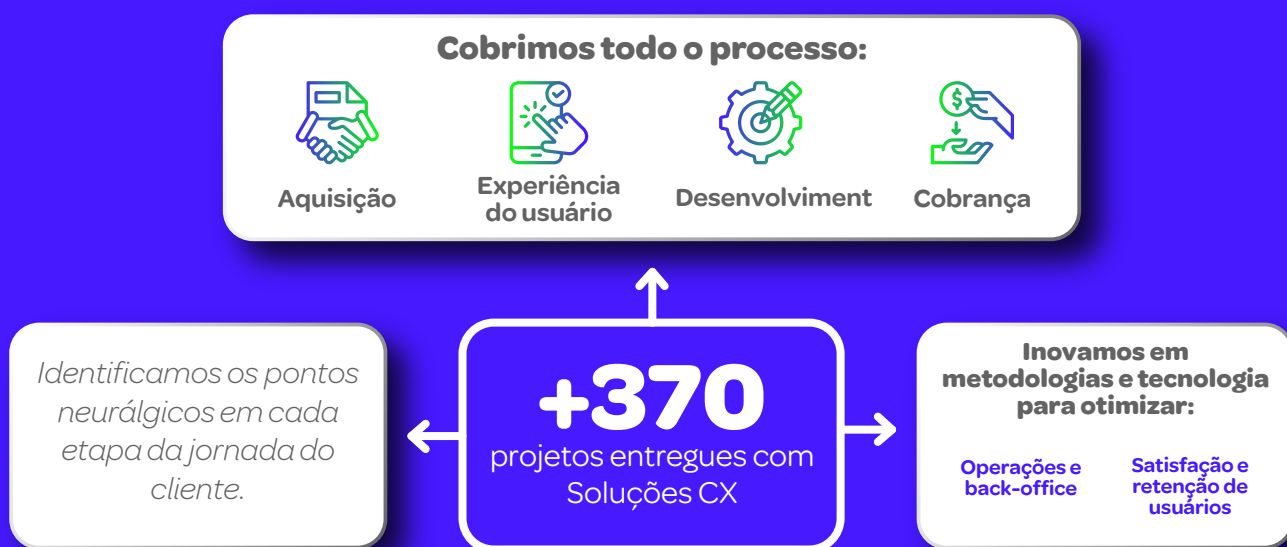 Cobrimos todo o processo:
Aquisição
Experiência
do usuário
Desenvolviment
Cobrança
Identificamos os pontos
neurálgicos em cada
etapa da jornada do
cliente.
+370
projetos entregues com
Soluções CX
Inovamos em
metodologias e tecnologia
para otimizar:
Operações e
back-office
Satisfação e
retenção de
usuários